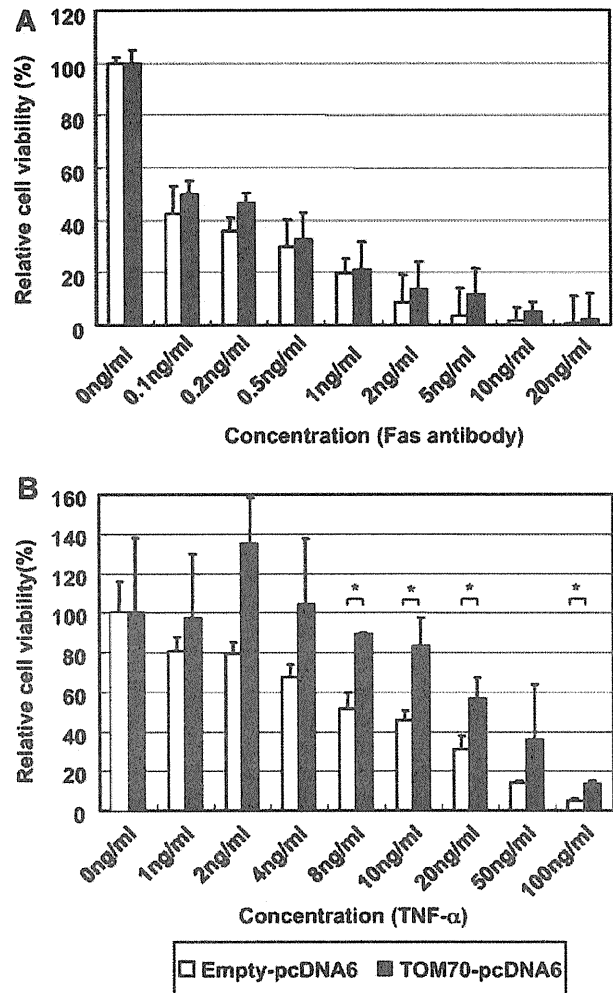 A
Relative cell viability (%)
120
100
80
60
40
20
0
0ng/ml
0.1ng/ml
0.2ng/ml
0.5ng/ml
1ng/ml
2ng/ml
5ng/ml
10ng/ml
20ng/ml
Concentration (Fas antibody)
B
Relative cell viability(%)
160
140
120
100
80
60
40
20
0
* * * *
0ng/ml
1ng/ml
2ng/ml
4ng/ml
8ng/ml
10ng/ml
20ng/ml
50ng/ml
100ng/ml
Concentration (TNF-α)
Empty-pcDNA6 TOM70-pcDNA6